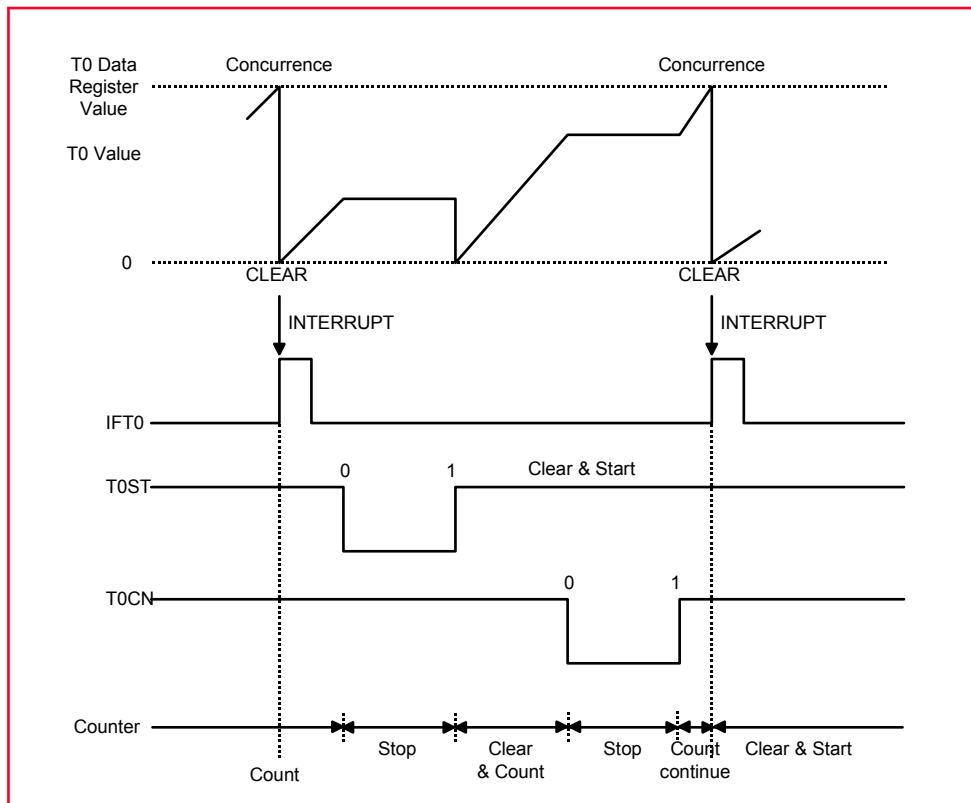 T0 Data
Register
Value
Concurrence
Concurrence
T0 Value
0
CLEAR
CLEAR
INTERRUPT
INTERRUPT
IFT0
0
1
Clear & Start
T0ST
0
1
T0CN
Counter
Stop
Clear
& Count
Stop
Count
continue
Clear & Start
Count